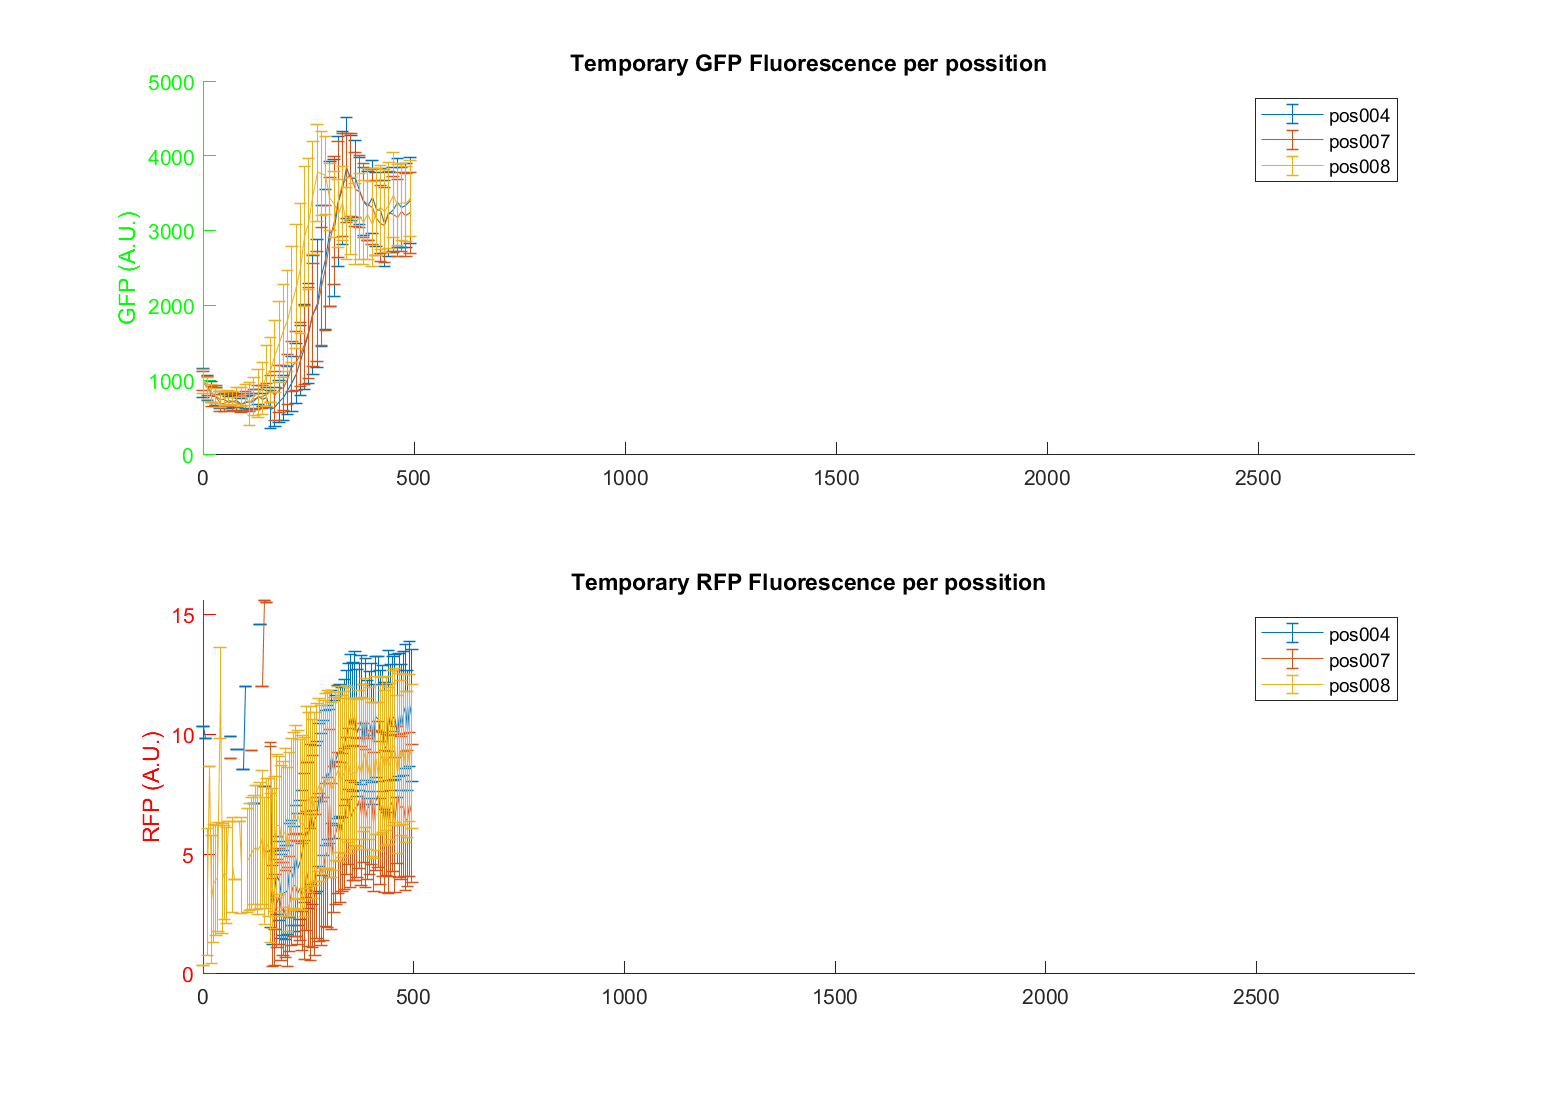 Temporary GFP Fluorescence per possition
5000
4000
3000
2000
1000
0
GFP (A.U.)
pos004
pos007
pos008
0 500 1000 1500 2000 2500
Temporary RFP Fluorescence per possition
15
10
5
0
RFP (A.U.)
pos004
pos007
pos008
0 500 1000 1500 2000 2500